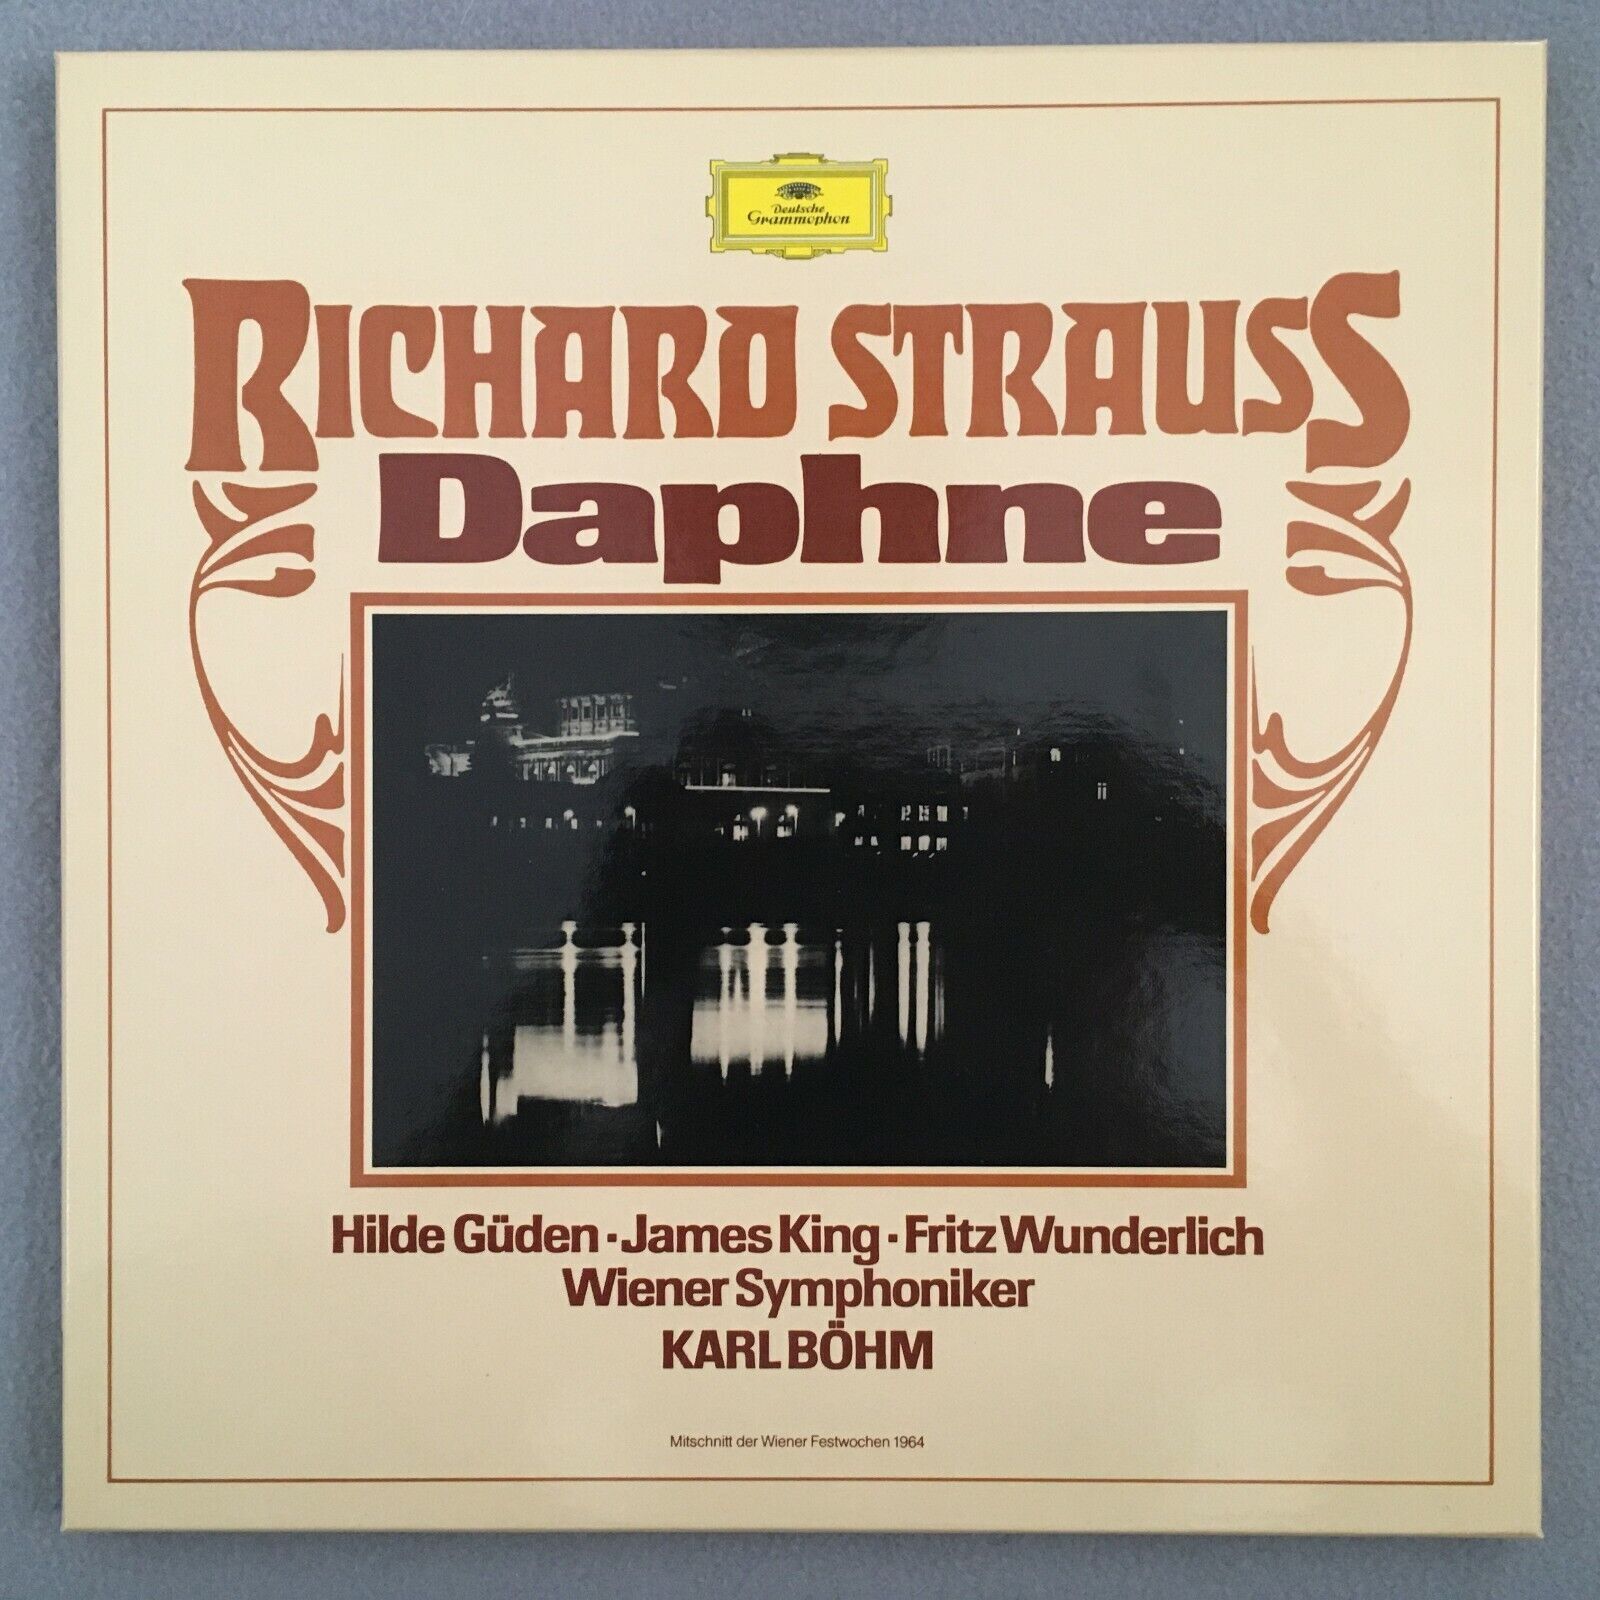 Deutsche
Grammophon
RICHARD STRAUSS
Daphne
Hilde Güden · James King · Fritz Wunderlich
Wiener Symphoniker
KARL BÖHM
Mitschnitt der Wiener Festwochen 1964